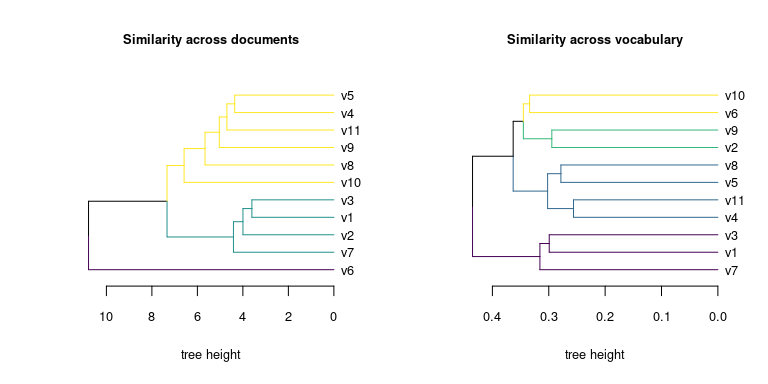 Similarity across documents
v5
v4
v11
v9
v8
v10
v3
v1
v2
v7
v6
10 8 6 4 2 0
tree height
Similarity across vocabulary
v10
v6
v9
v2
v8
v5
v11
v4
v3
v1
v7
0.4 0.3 0.2 0.1 0.0
tree height